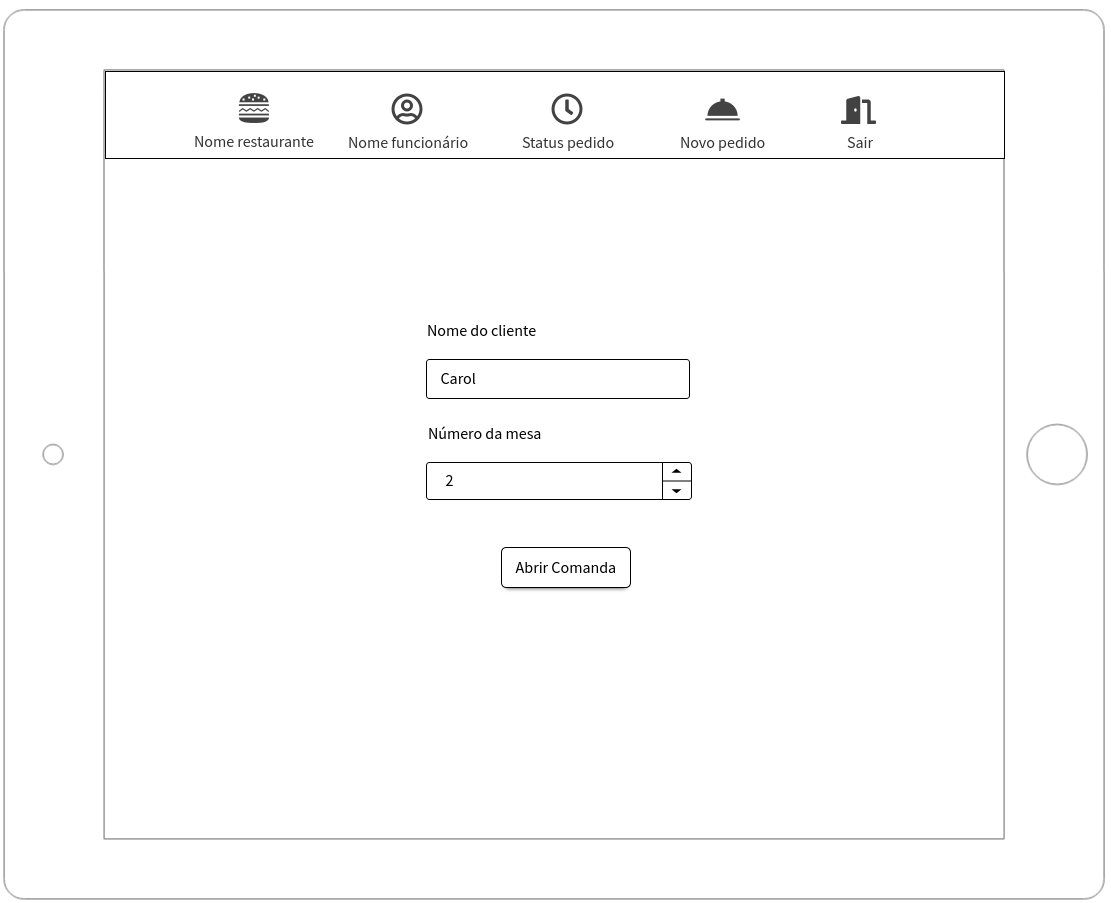 Nome restaurante
Nome funcionário
Status pedido
Novo pedido
Sair
Nome do cliente
Carol
Número da mesa
2
Abrir Comanda